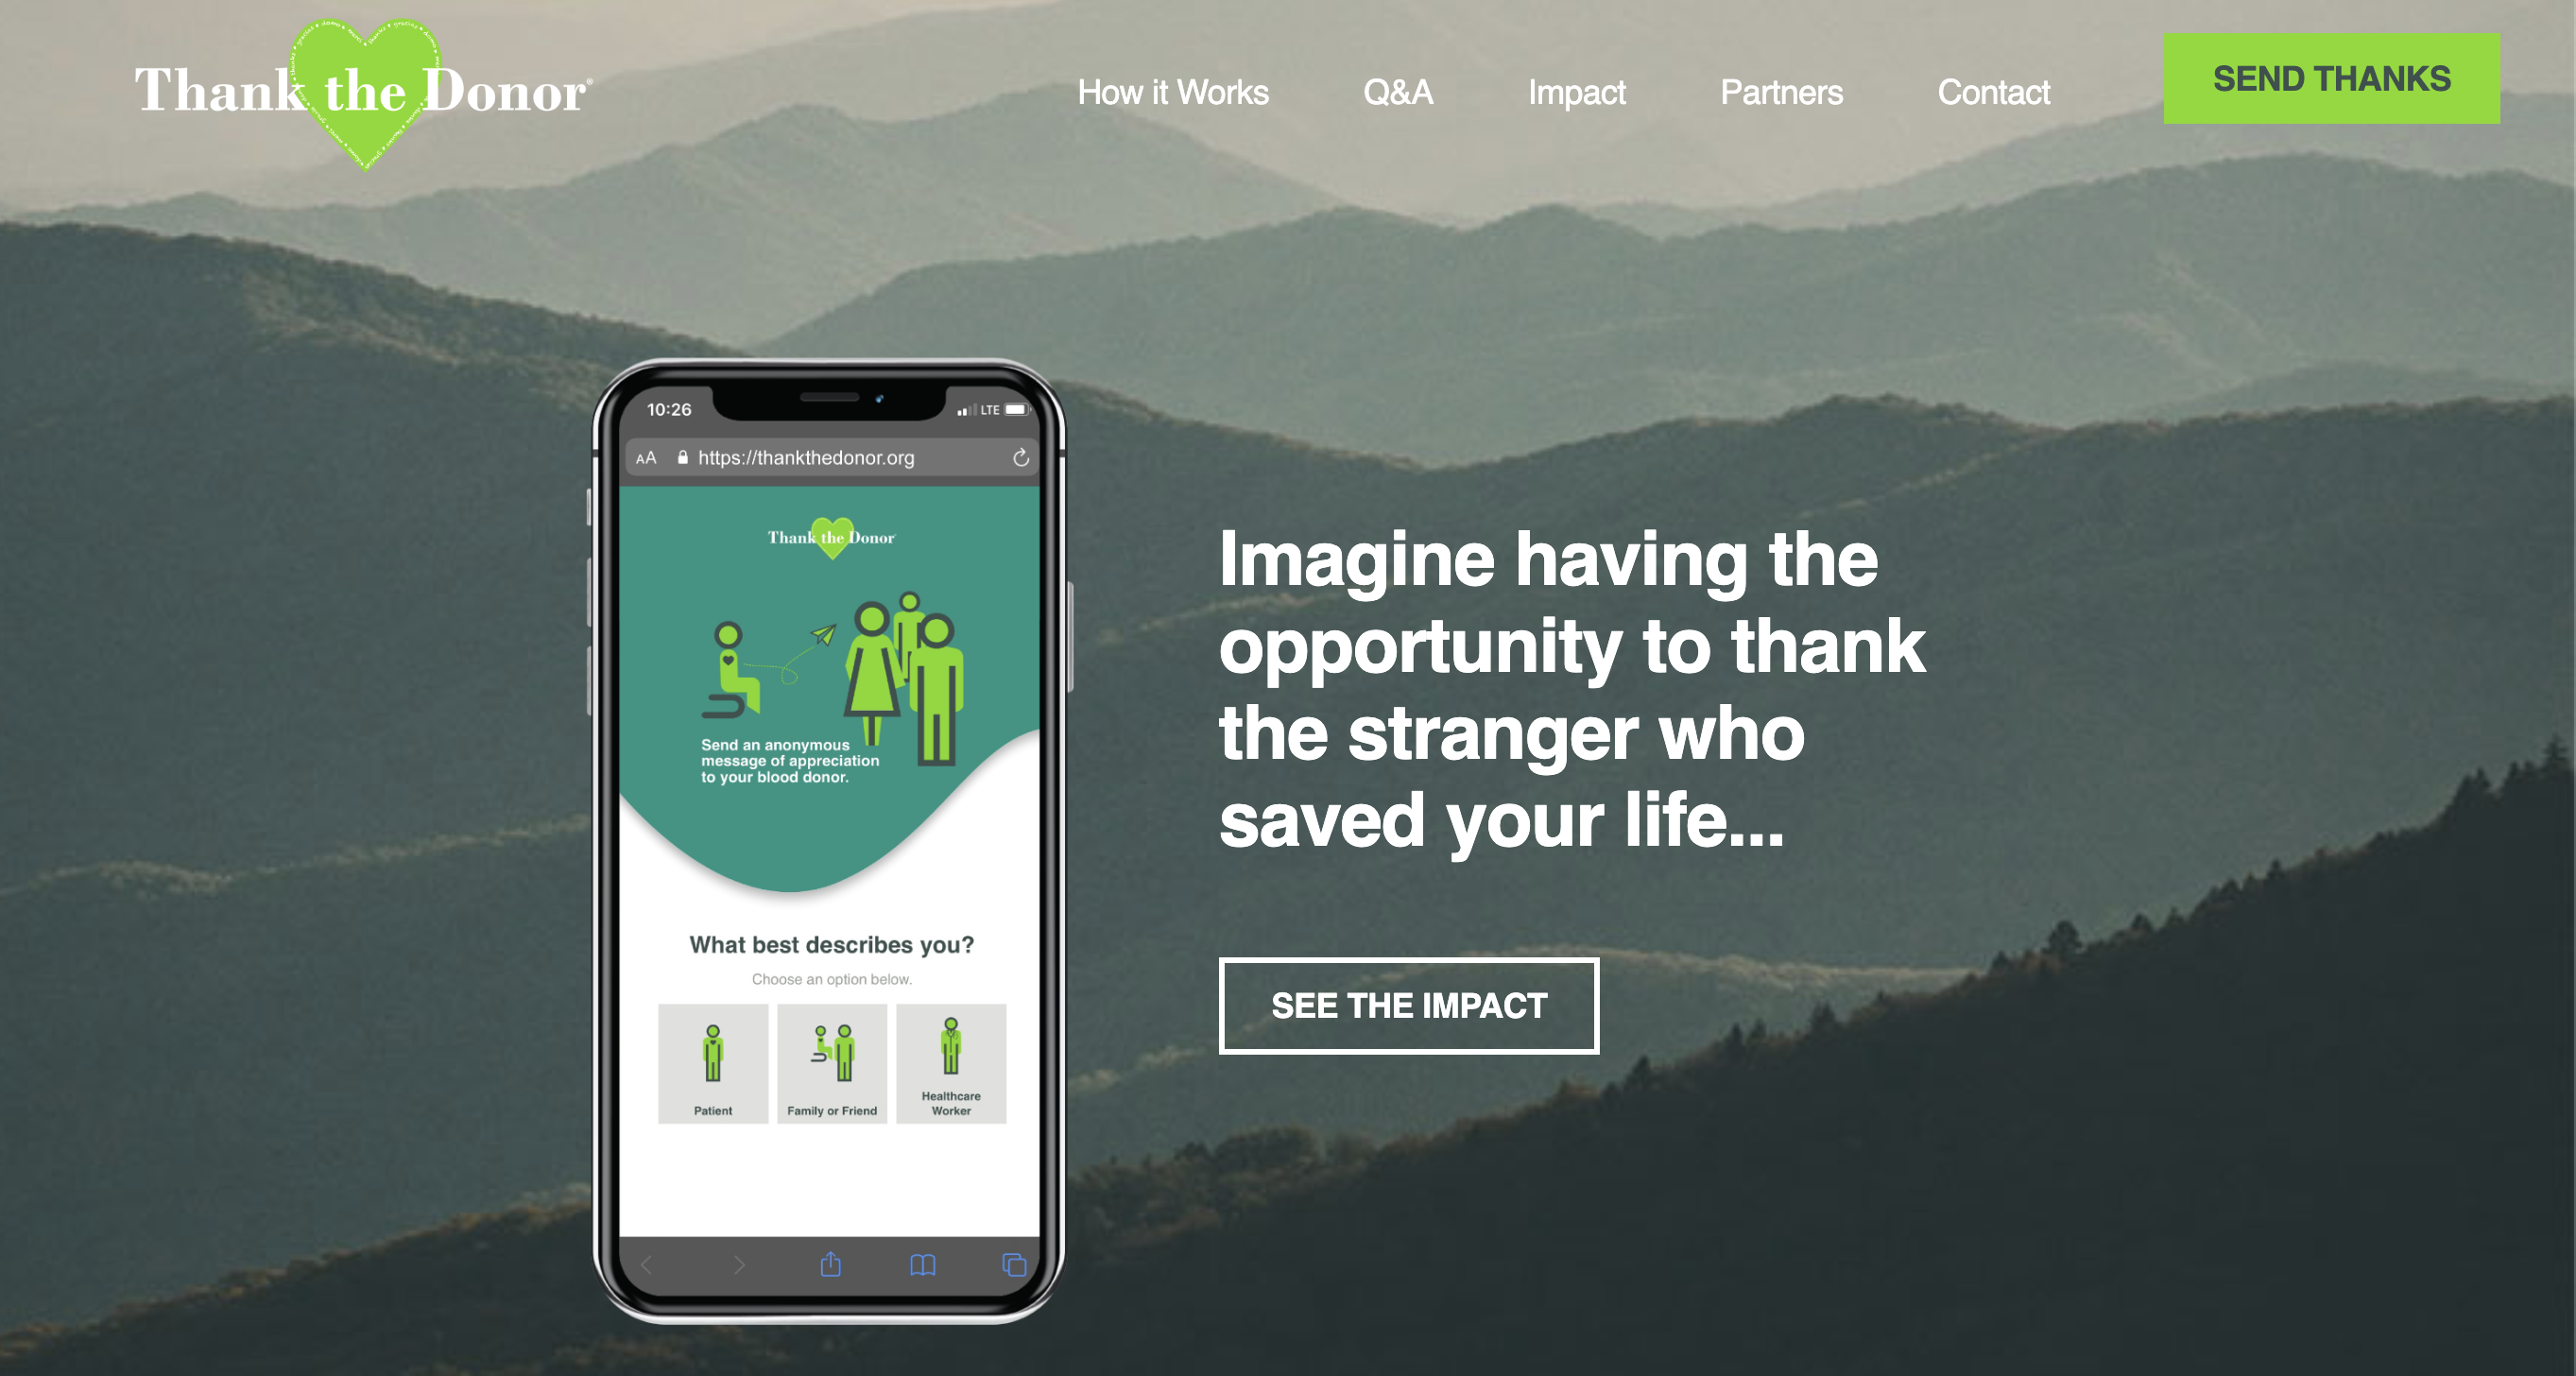 Thank the Donor®
How it Works
Q&A
Impact
Partners
Contact
SEND THANKS
10:26
LTE
AA https://thankthedonor.org
Thank the Donor
Send an anonymous
message of appreciation
to your blood donor.
What best describes you?
Choose an option below.
Patient
Family or Friend
Healthcare
Worker
Imagine having the
opportunity to thank
the stranger who
saved your life...
SEE THE IMPACT